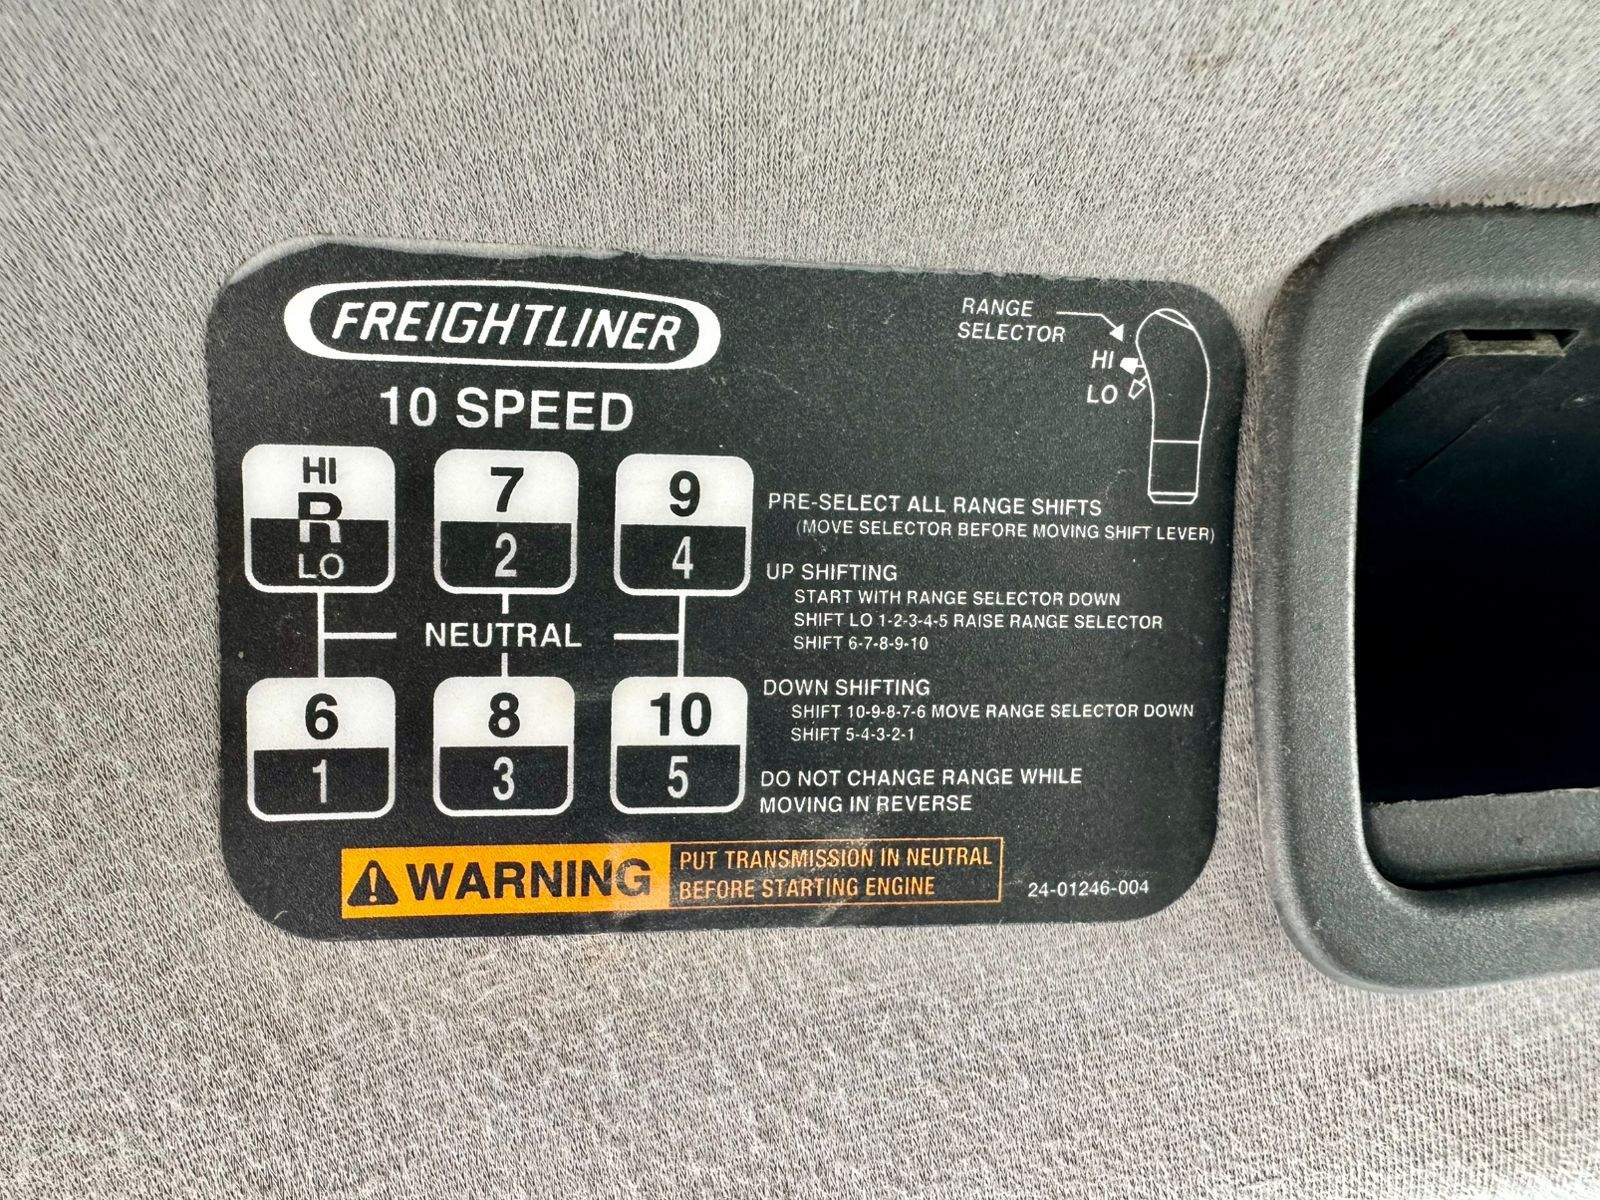 FREIGHTLINER
10 SPEED
RANGE
SELECTOR
HI
LO
HI
R
LO
7
2
9
4
NEUTRAL
6
1
8
3
10
5
PRE-SELECT ALL RANGE SHIFTS
(MOVE SELECTOR BEFORE MOVING SHIFT LEVER)
UP SHIFTING
START WITH RANGE SELECTOR DOWN
SHIFT LO 1-2-3-4-5 RAISE RANGE SELECTOR
SHIFT 6-7-8-9-10
DOWN SHIFTING
SHIFT 10-9-8-7-6 MOVE RANGE SELECTOR DOWN
SHIFT 5-4-3-2-1
DO NOT CHANGE RANGE WHILE
MOVING IN REVERSE
WARNING
PUT TRANSMISSION IN NEUTRAL
BEFORE STARTING ENGINE
24-01246-004